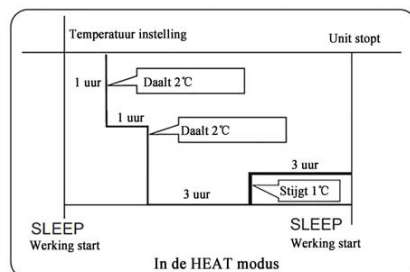 Temperatuur instelling
Unit stopt
1 uur
Daalt 2℃
1 uur
Daalt 2℃
3 uur
3 uur
Stijgt 1℃
SLEEP
Werking start
SLEEP
Werking start
In de HEAT modus